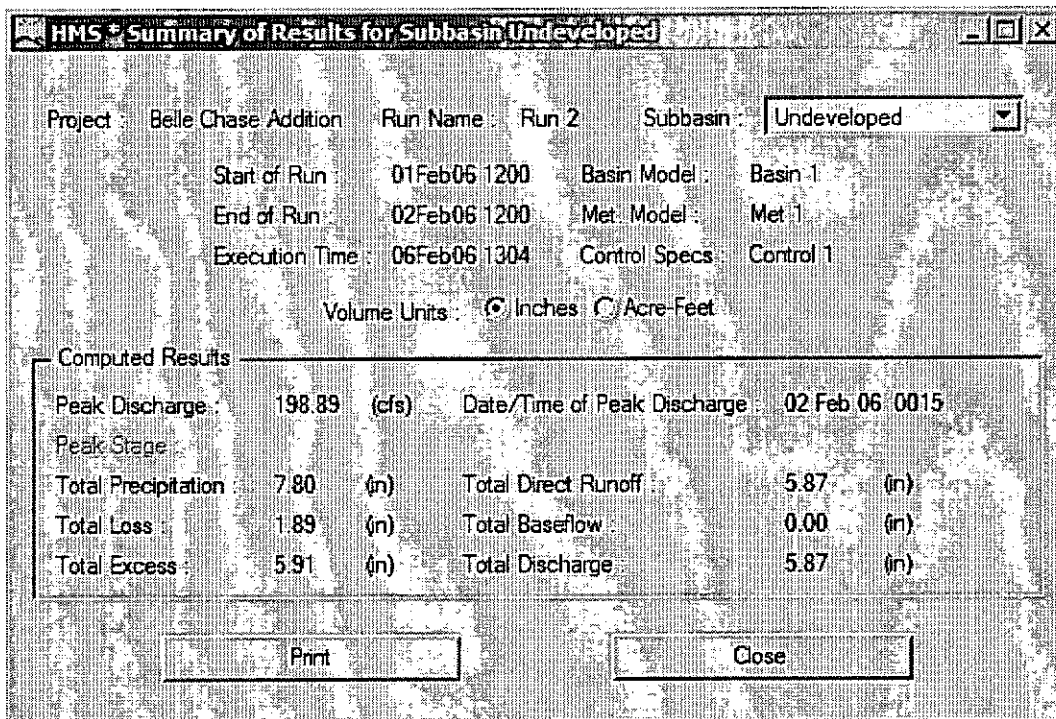 HMS * Summary of Results for Subbasin Undeveloped
Project : Belle Chase Addition Run Name : Run 2 Subbasin : Undeveloped
Start of Run : 01Feb06 1200 Basin Model : Basin 1
End of Run : 02Feb06 1200 Met. Model : Met 1
Execution Time : 06Feb06 1304 Control Specs : Control 1
Volume Units : Inches Acre-Feet
Computed Results
Peak Discharge : 198.89 (cfs) Date/Time of Peak Discharge : 02 Feb 06 0015
Peak Stage :
Total Precipitation : 7.80 (in) Total Direct Runoff : 5.87 (in)
Total Loss : 1.89 (in) Total Baseflow : 0.00 (in)
Total Excess : 5.91 (in) Total Discharge : 5.87 (in)
Print Close